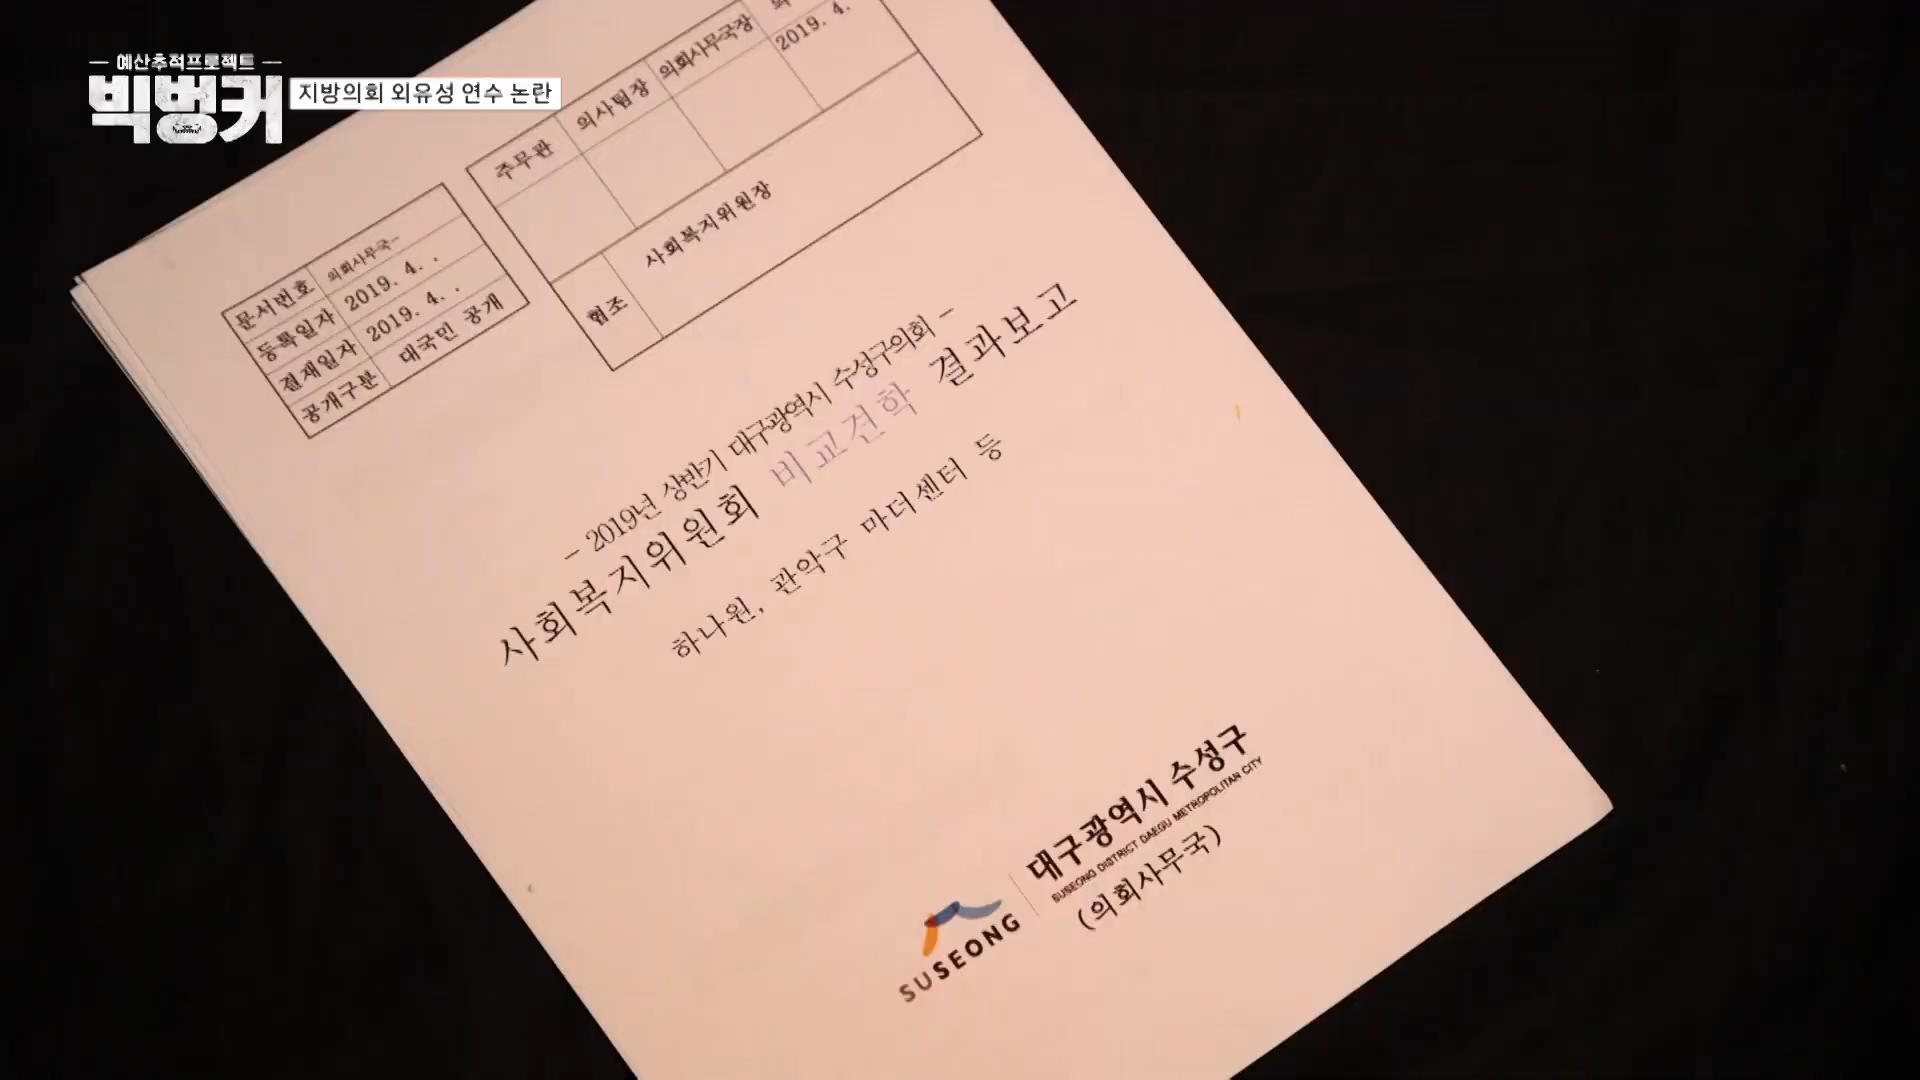 예산추적프로젝트
빅벙커
지방의회 외유성 연수 논란
주무관 의사팀장 의회사무국장
2019. 4.
협조 사회복지위원장
문서번호 의회사무국-
등록일자 2019. 4. .
결재일자 2019. 4. .
공개구분 대국민 공개
- 2019년 상반기 대구광역시 수성구의회 -
사회복지위원회 비교견학 결과보고
하나원, 관악구 마더센터 등
SUSEONG
대구광역시 수성구
SUSEONG DISTRICT DAEGU METROPOLITAN CITY
(의회사무국)